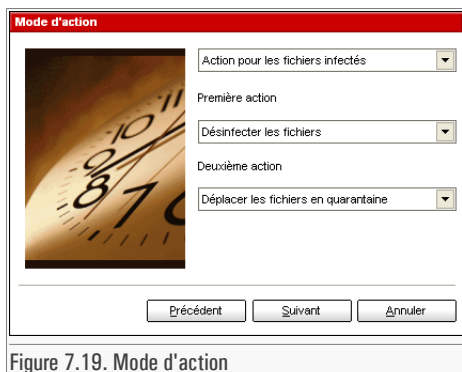 Mode d'action
Action pour les fichiers infectés
Première action
Désinfecter les fichiers
Deuxième action
Déplacer les fichiers en quarantaine
Précédent Suivant Annuler
Figure 7.19. Mode d'action